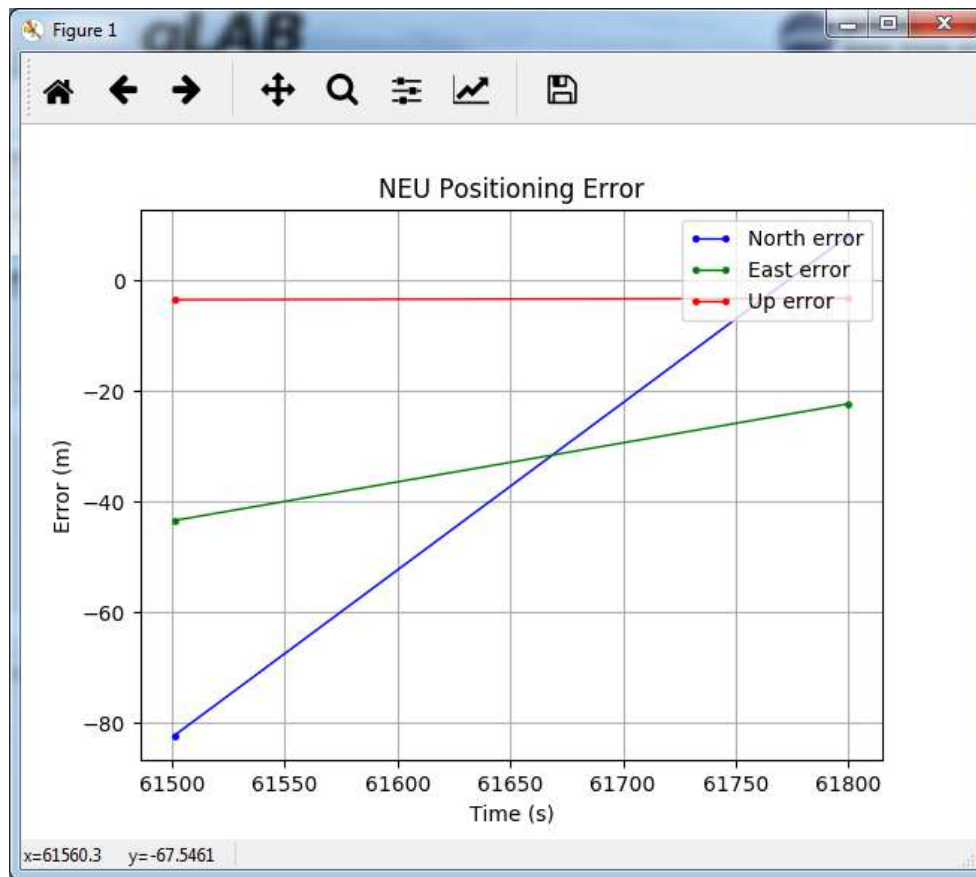 Figure 1
gLAB
NEU Positioning Error
North error
East error
Up error
0
−20
−40
−60
−80
Error (m)
61500 61550 61600 61650 61700 61750 61800
Time (s)
x=61560.3 y=-67.5461